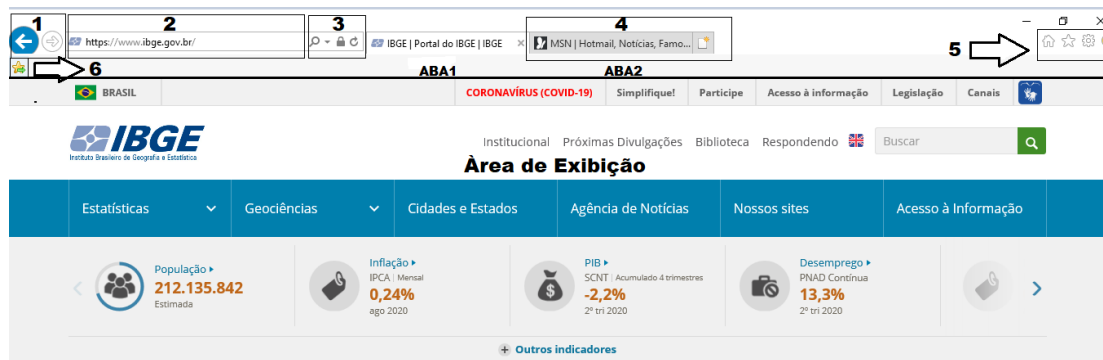 1 2 3 4
https://www.ibge.gov.br/ IBGE | Portal do IBGE | IBGE × MSN | Hotmail, Notícias, Famo...
5
6 ABA1 ABA2
BRASIL CORONAVÍRUS (COVID-19) Simplifique! Participe Acesso à informação Legislação Canais
IBGE
Instituto Brasileiro de Geografia e Estatística
Institucional Próximas Divulgações Biblioteca Respondendo Buscar
Àrea de Exibição
Estatísticas Geociências Cidades e Estados Agência de Notícias Nossos sites Acesso à Informação
População
212.135.842
Estimada
Inflação
IPCA | Mensal
0,24%
ago 2020
PIB
SCNT | Acumulado 4 trimestres
-2,2%
2º tri 2020
Desemprego
PNAD Contínua
13,3%
2º tri 2020
+ Outros indicadores